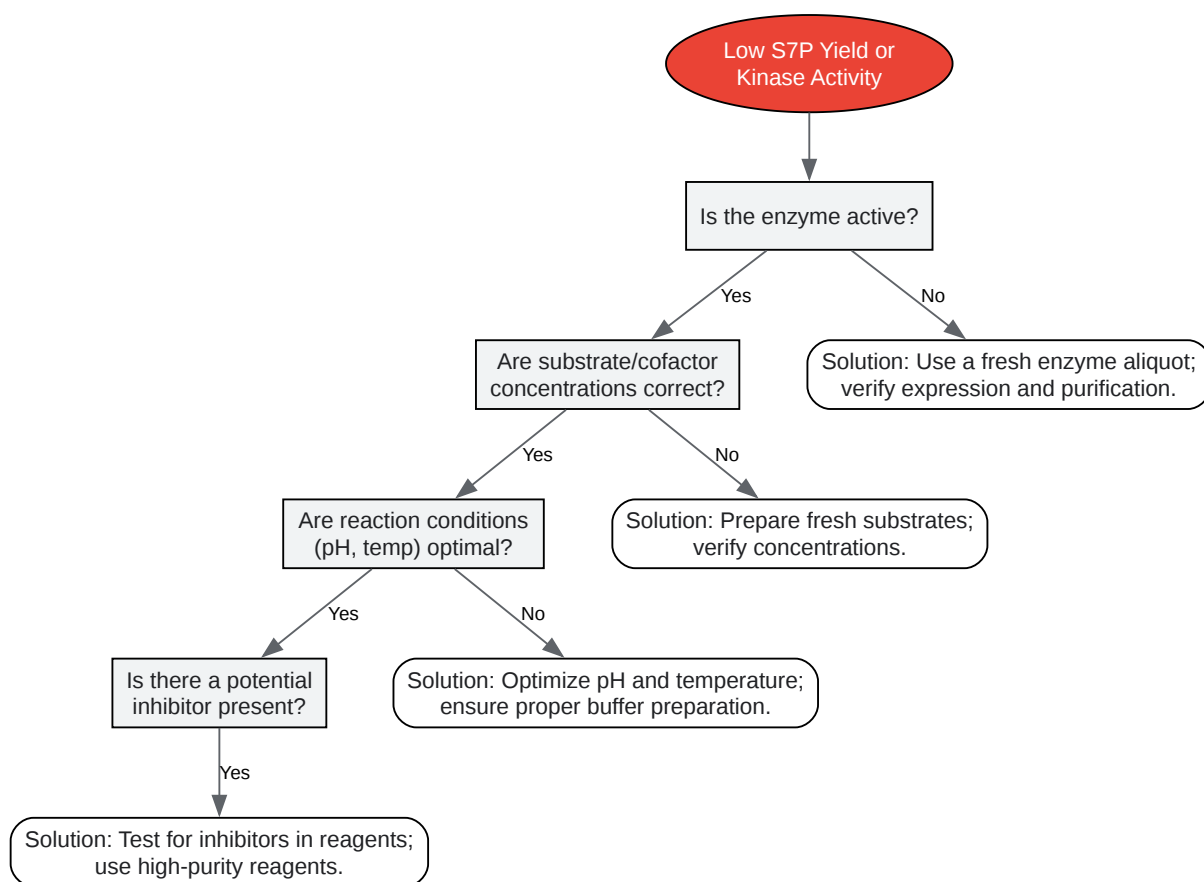 Low S7P Yield or
Kinase Activity
Is the enzyme active?
Yes
No
Are substrate/cofactor
concentrations correct?
Solution: Use a fresh enzyme aliquot;
verify expression and purification.
Yes
No
Are reaction conditions
(pH, temp) optimal?
Solution: Prepare fresh substrates;
verify concentrations.
Yes
No
Is there a potential
inhibitor present?
Solution: Optimize pH and temperature;
ensure proper buffer preparation.
Yes
Solution: Test for inhibitors in reagents;
use high-purity reagents.